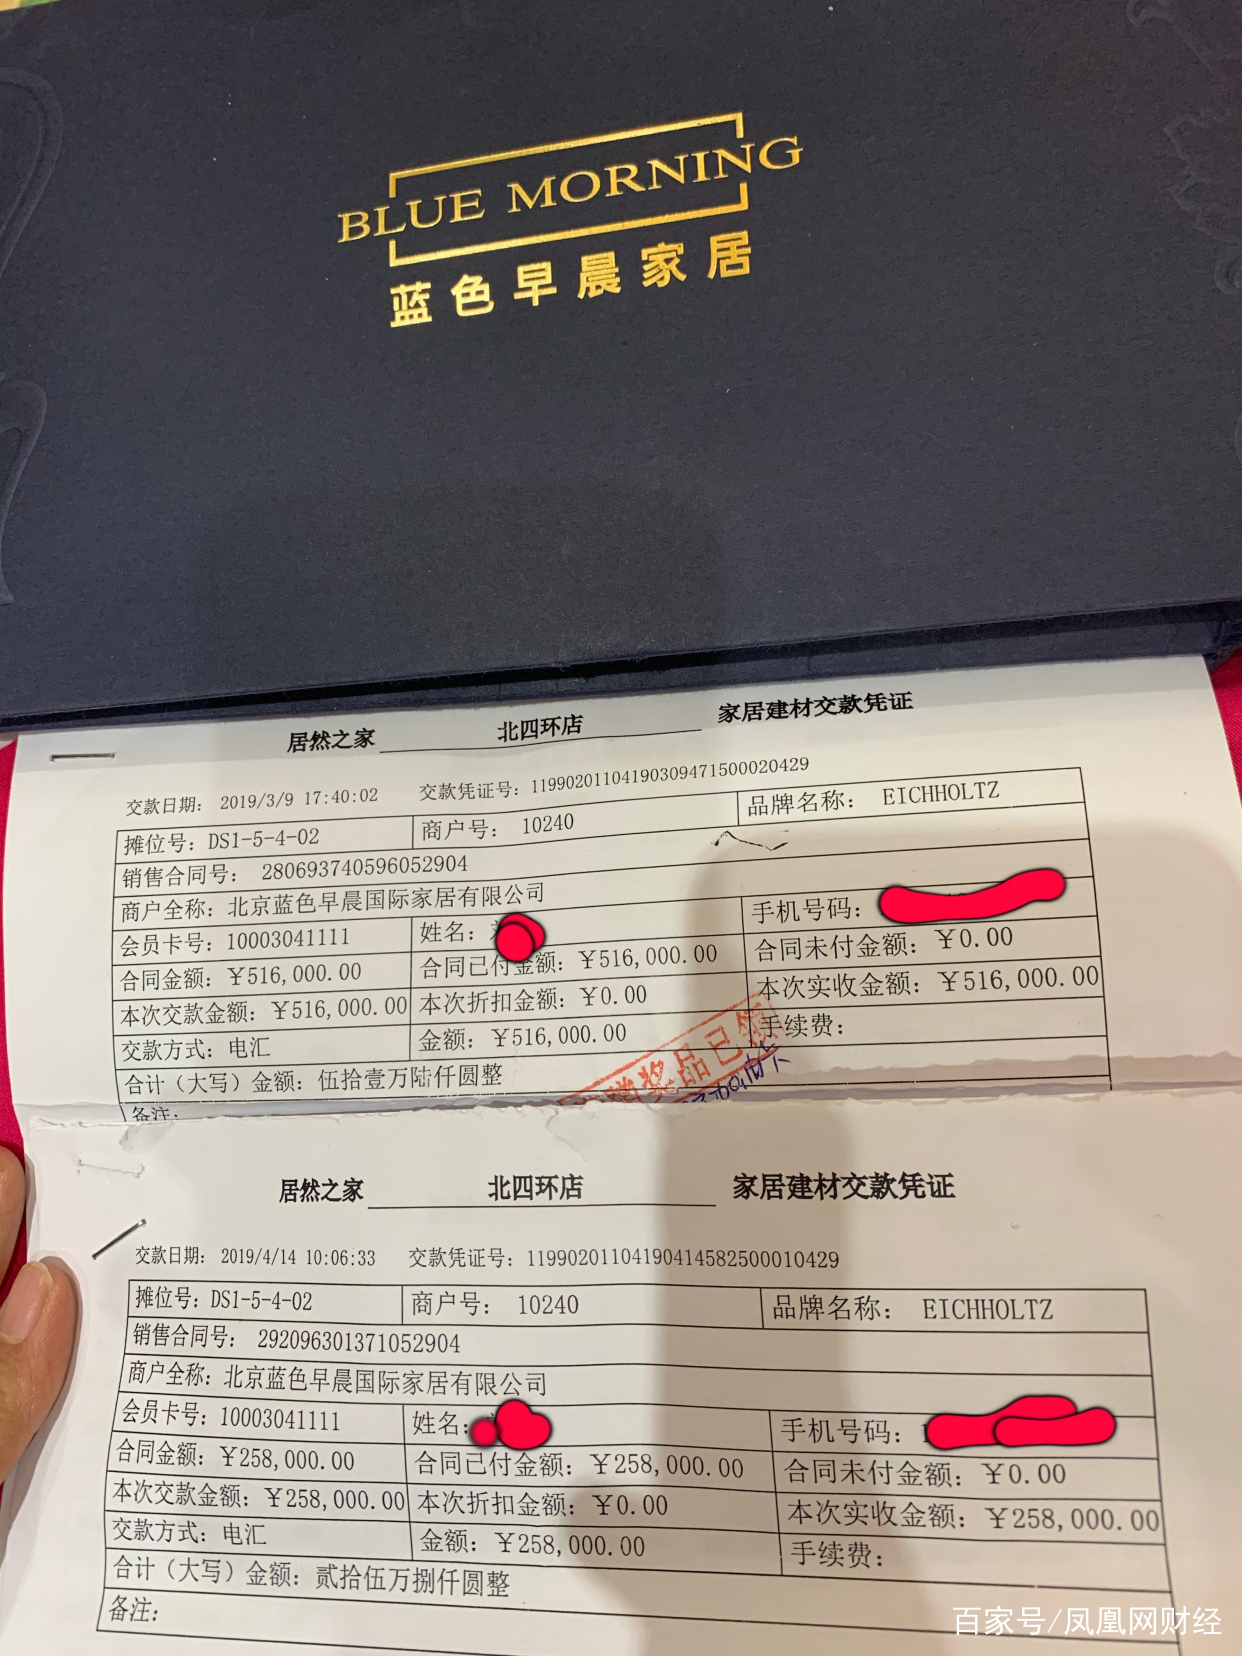 BLUE MORNING
蓝色早晨家居
居然之家 北四环店 家居建材交款凭证
交款日期: 2019/3/9 17:40:02 交款凭证号: 11990201104190309471500020429
摊位号: DS1-5-4-02 商户号: 10240 品牌名称: EICHHOLTZ
销售合同号: 280693740596052904
商户全称: 北京蓝色早晨国际家居有限公司
会员卡号: 10003041111 姓名: 手机号码:
合同金额: ¥516,000.00 合同已付金额: ¥516,000.00 合同未付金额: ¥0.00
本次交款金额: ¥516,000.00 本次折扣金额: ¥0.00 本次实收金额: ¥516,000.00
交款方式: 电汇 金额: ¥516,000.00 手续费:
合计（大写）金额: 伍拾壹万陆仟圆整
备注:
奖品已领
居然之家 北四环店 家居建材交款凭证
交款日期: 2019/4/14 10:06:33 交款凭证号: 11990201104190414582500010429
摊位号: DS1-5-4-02 商户号: 10240 品牌名称: EICHHOLTZ
销售合同号: 292096301371052904
商户全称: 北京蓝色早晨国际家居有限公司
会员卡号: 10003041111 姓名: 手机号码:
合同金额: ¥258,000.00 合同已付金额: ¥258,000.00 合同未付金额: ¥0.00
本次交款金额: ¥258,000.00 本次折扣金额: ¥0.00 本次实收金额: ¥258,000.00
交款方式: 电汇 金额: ¥258,000.00 手续费:
合计（大写）金额: 贰拾伍万捌仟圆整
备注:
百家号/凤凰网财经